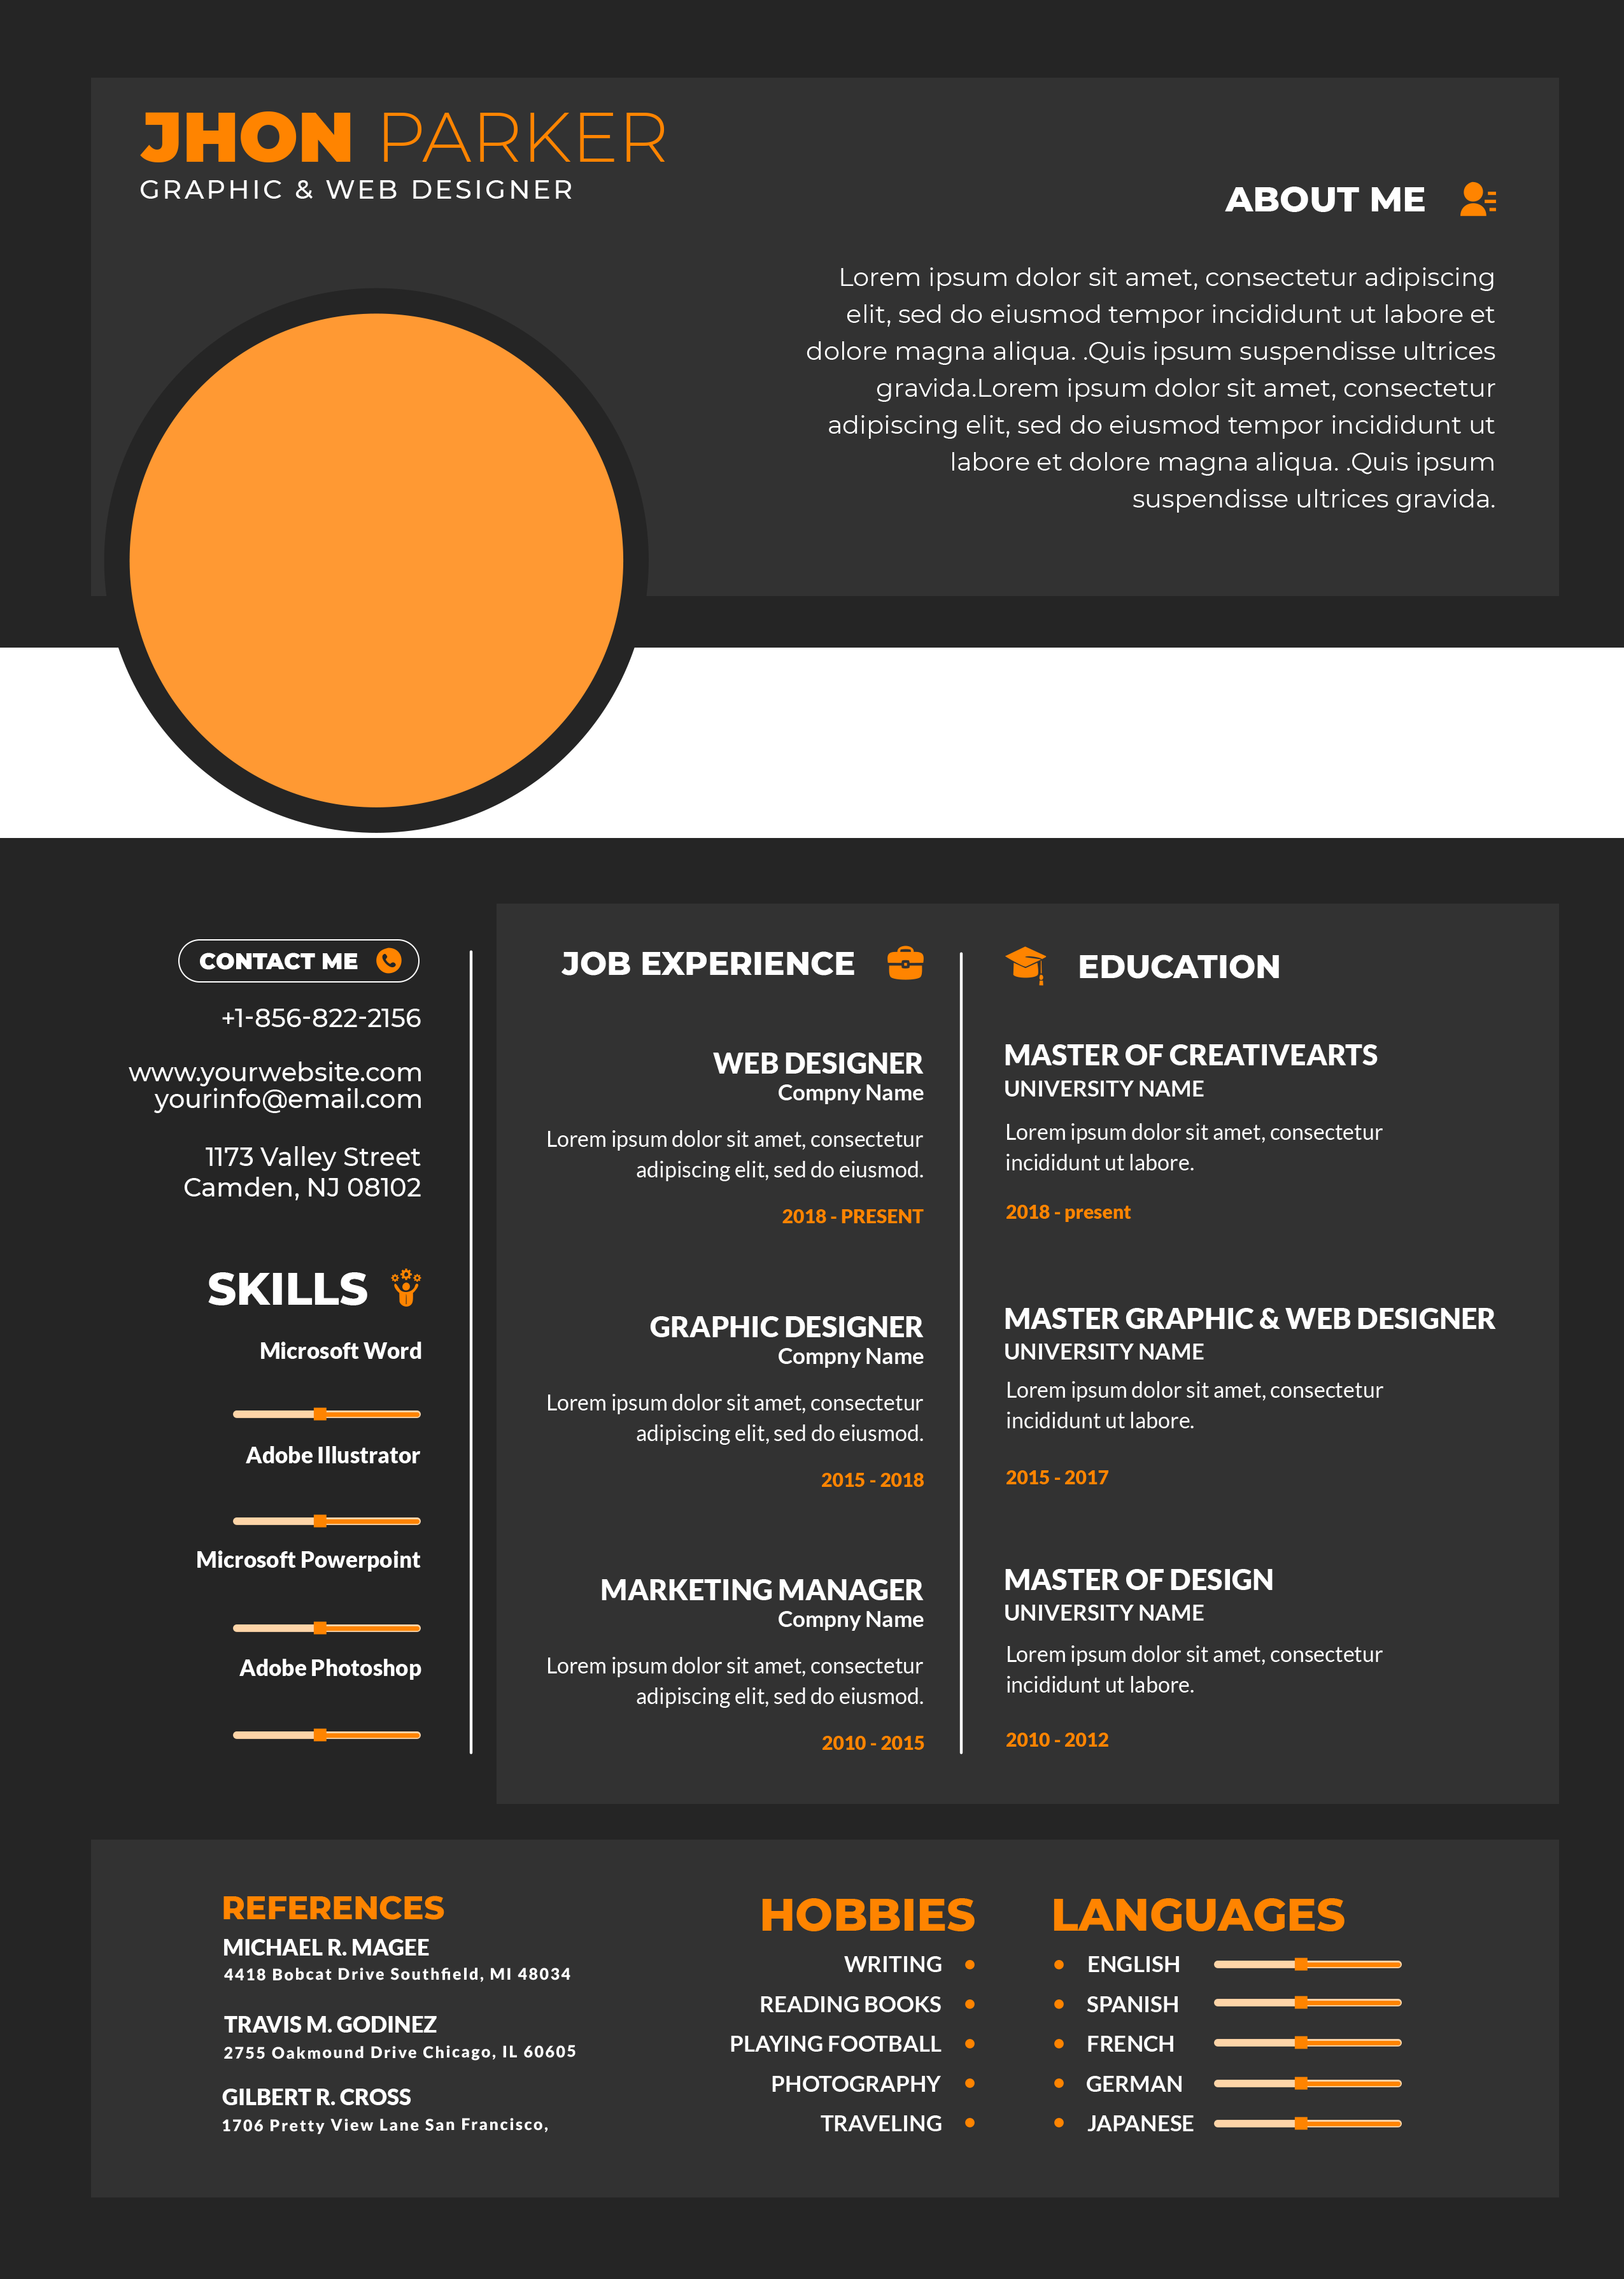 JHON PARKER
GRAPHIC & WEB DESIGNER
ABOUT ME
Lorem ipsum dolor sit amet, consectetur adipiscing
elit, sed do eiusmod tempor incididunt ut labore et
dolore magna aliqua. .Quis ipsum suspendisse ultrices
gravida.Lorem ipsum dolor sit amet, consectetur
adipiscing elit, sed do eiusmod tempor incididunt ut
labore et dolore magna aliqua. .Quis ipsum
suspendisse ultrices gravida.
CONTACT ME
+1-856-822-2156
www.yourwebsite.com
yourinfo@email.com
1173 Valley Street
Camden, NJ 08102
SKILLS
Microsoft Word
Adobe Illustrator
Microsoft Powerpoint
Adobe Photoshop
JOB EXPERIENCE
WEB DESIGNER
Compny Name
Lorem ipsum dolor sit amet, consectetur
adipiscing elit, sed do eiusmod.
2018 - PRESENT
GRAPHIC DESIGNER
Compny Name
Lorem ipsum dolor sit amet, consectetur
adipiscing elit, sed do eiusmod.
2015 - 2018
MARKETING MANAGER
Compny Name
Lorem ipsum dolor sit amet, consectetur
adipiscing elit, sed do eiusmod.
2010 - 2015
EDUCATION
MASTER OF CREATIVEARTS
UNIVERSITY NAME
Lorem ipsum dolor sit amet, consectetur
incididunt ut labore.
2018 - present
MASTER GRAPHIC & WEB DESIGNER
UNIVERSITY NAME
Lorem ipsum dolor sit amet, consectetur
incididunt ut labore.
2015 - 2017
MASTER OF DESIGN
UNIVERSITY NAME
Lorem ipsum dolor sit amet, consectetur
incididunt ut labore.
2010 - 2012
REFERENCES
MICHAEL R. MAGEE
4418 Bobcat Drive Southfield, MI 48034
TRAVIS M. GODINEZ
2755 Oakmound Drive Chicago, IL 60605
GILBERT R. CROSS
1706 Pretty View Lane San Francisco,
HOBBIES
WRITING
READING BOOKS
PLAYING FOOTBALL
PHOTOGRAPHY
TRAVELING
LANGUAGES
ENGLISH
SPANISH
FRENCH
GERMAN
JAPANESE